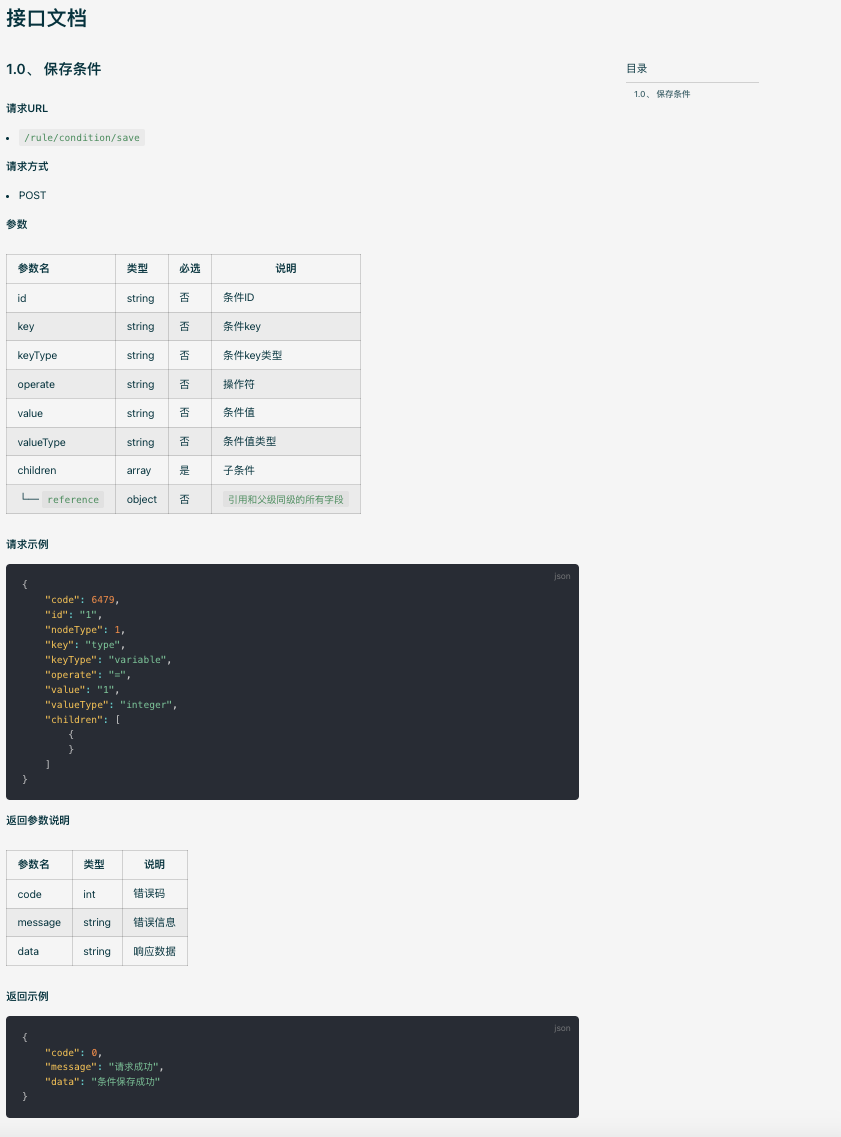 接口文档
1.0、 保存条件
目录
1.0、 保存条件
请求URL
/rule/condition/save
请求方式
POST
参数
参数名 类型 必选 说明
id string 否 条件ID
key string 否 条件key
keyType string 否 条件key类型
operate string 否 操作符
value string 否 条件值
valueType string 否 条件值类型
children array 是 子条件
└── reference object 否 引用和父级同级的所有字段
请求示例
json
{
"code": 6479,
"id": "1",
"nodeType": 1,
"key": "type",
"keyType": "variable",
"operate": "=",
"value": "1",
"valueType": "integer",
"children": [
{
}
]
}
返回参数说明
参数名 类型 说明
code int 错误码
message string 错误信息
data string 响应数据
返回示例
json
{
"code": 0,
"message": "请求成功",
"data": "条件保存成功"
}